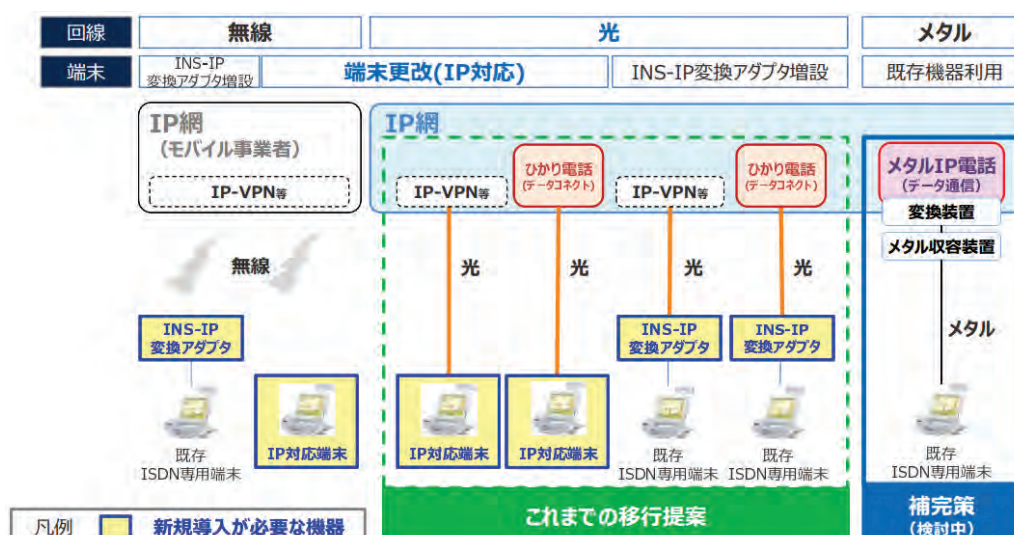 回線
無線
光
メタル
端末
INS-IP
変換アダプタ増設
端末更改(IP対応)
INS-IP変換アダプタ増設
既存機器利用
IP網
(モバイル事業者)
IP-VPN等
IP網
IP-VPN等
ひかり電話
(データコネクト)
IP-VPN等
ひかり電話
(データコネクト)
メタルIP電話
(データ通信)
変換装置
メタル収容装置
無線
光
光
光
光
メタル
INS-IP
変換アダプタ
INS-IP
変換アダプタ
INS-IP
変換アダプタ
既存
ISDN専用端末
IP対応端末
IP対応端末
IP対応端末
既存
ISDN専用端末
既存
ISDN専用端末
既存
ISDN専用端末
これまでの移行提案
補完策
(検討中)
凡例
新規導入が必要な機器